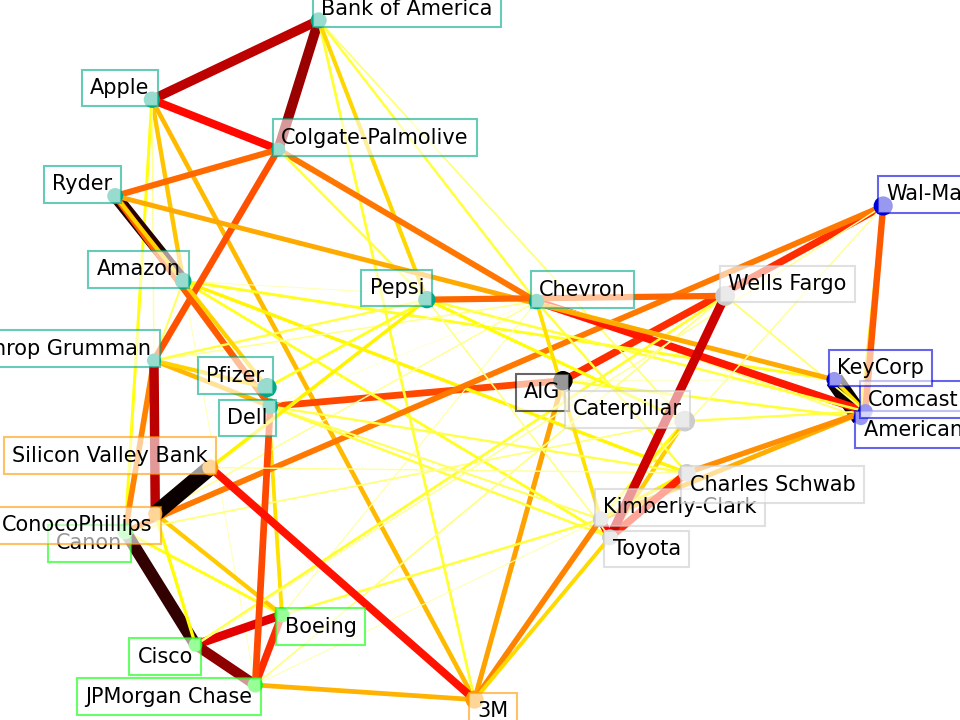 Bank of America
Apple
Colgate-Palmolive
Ryder
Wal-Ma
Amazon
Pepsi
Chevron
Wells Fargo
hrop Grumman
Pfizer
KeyCorp
AIG
Comcast
Caterpillar
Dell
American
Silicon Valley Bank
Charles Schwab
Kimberly-Clark
ConocoPhillips
Canon
Toyota
Boeing
Cisco
JPMorgan Chase
3M